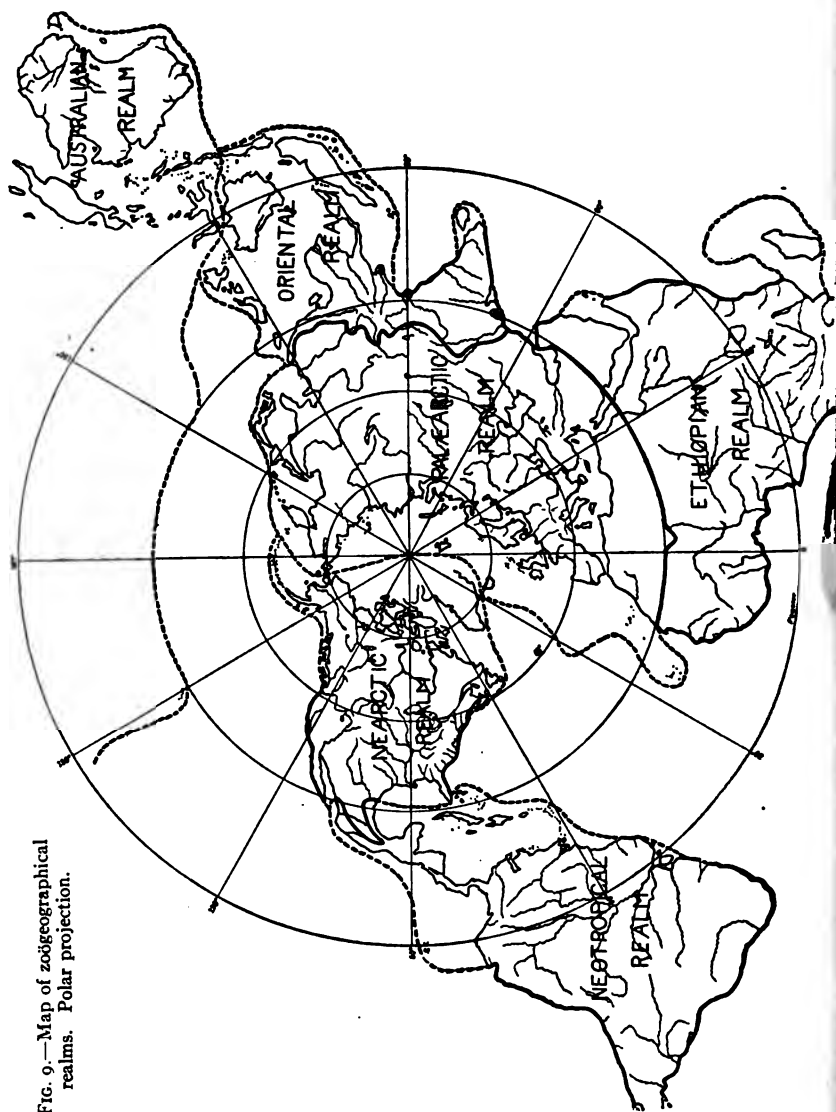 FIG. 9.—Map of zoögeographical
realms. Polar projection.
AUSTRALIAN
REALM
ORIENTAL
REALM
PALÆARCTIC
REALM
NEARCTIC
REALM
ETHIOPIAN
REALM
NEOTROPICAL
REALM